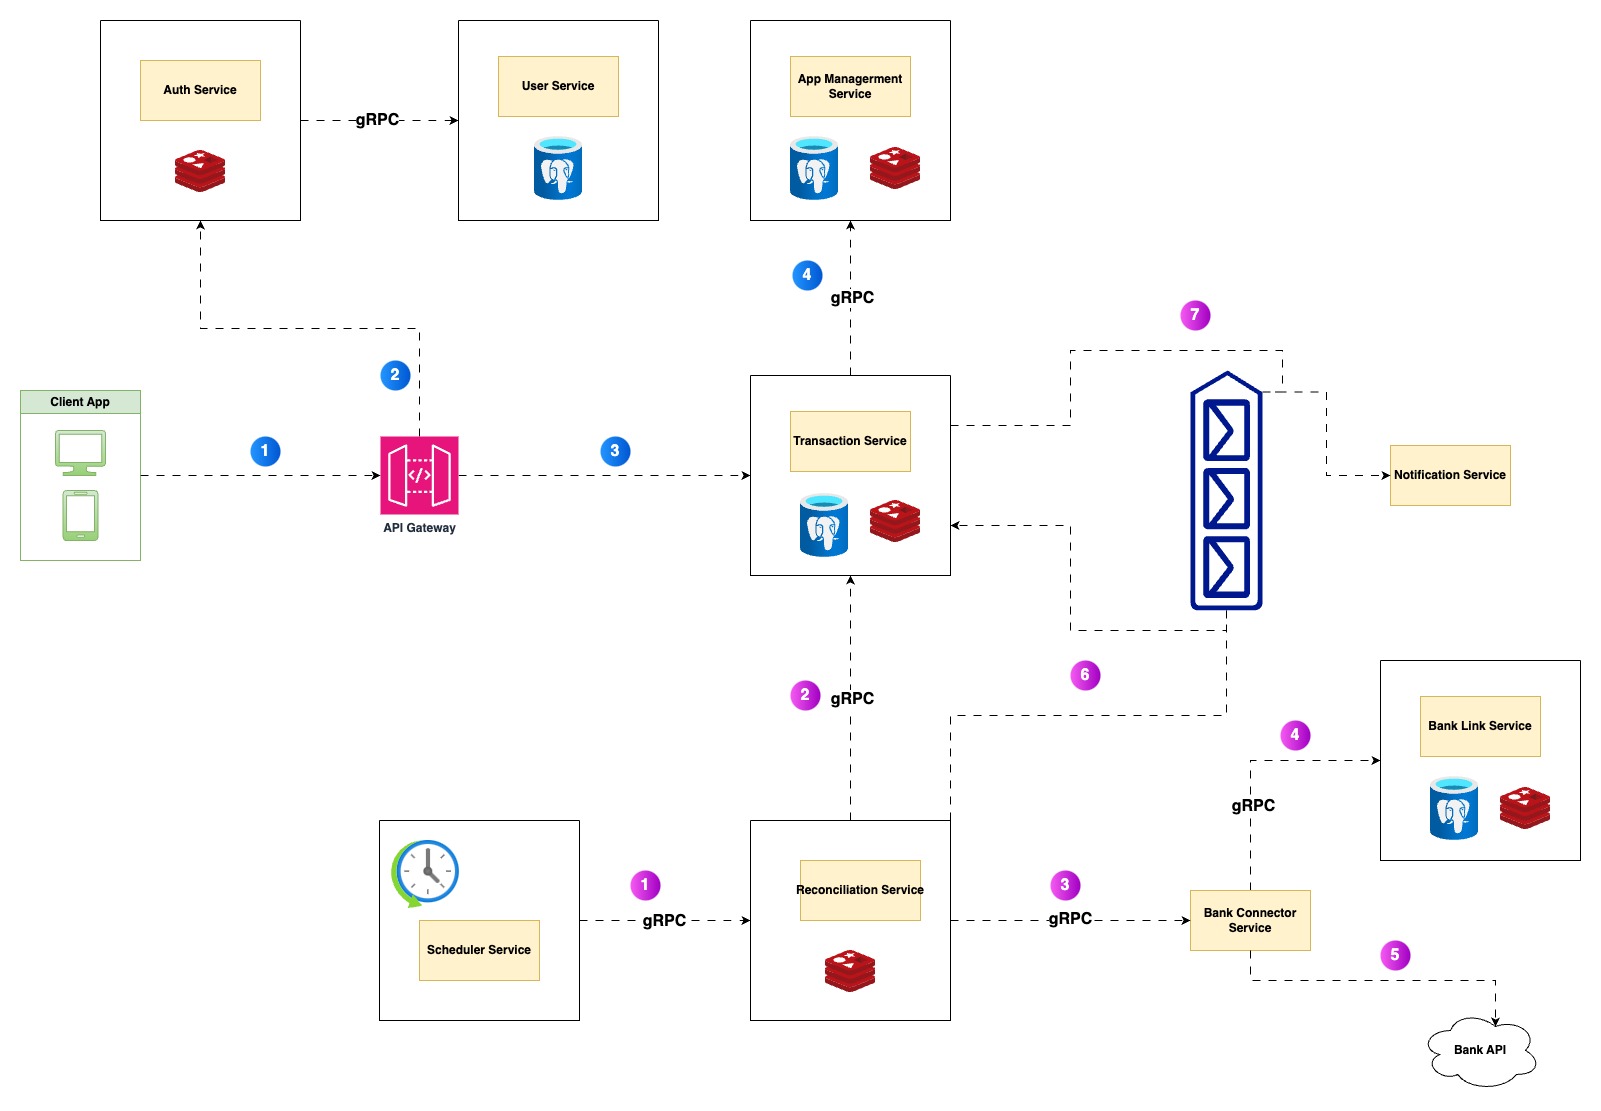 Auth Service
gRPC
User Service
App Managerment
Service
4
gRPC
7
2
Client App
1
3
API Gateway
Transaction Service
Notification Service
6
2
gRPC
4
Bank Link Service
gRPC
1
gRPC
Scheduler Service
Reconciliation Service
3
gRPC
Bank Connector
Service
5
Bank API